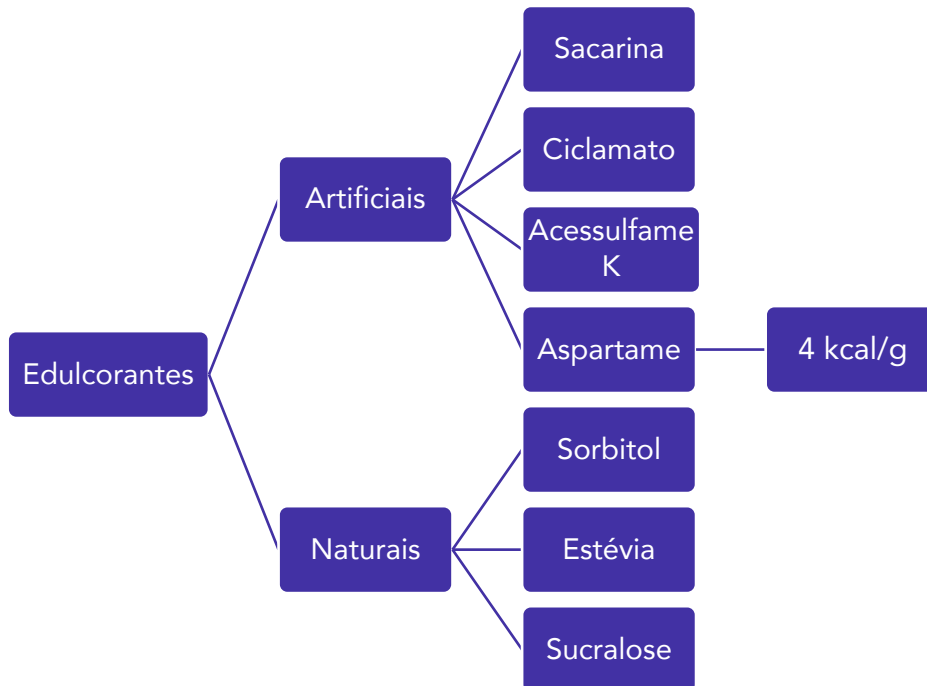 Edulcorantes
Artificiais
Sacarina
Ciclamato
Acessulfame
K
Aspartame
4 kcal/g
Naturais
Sorbitol
Estévia
Sucralose